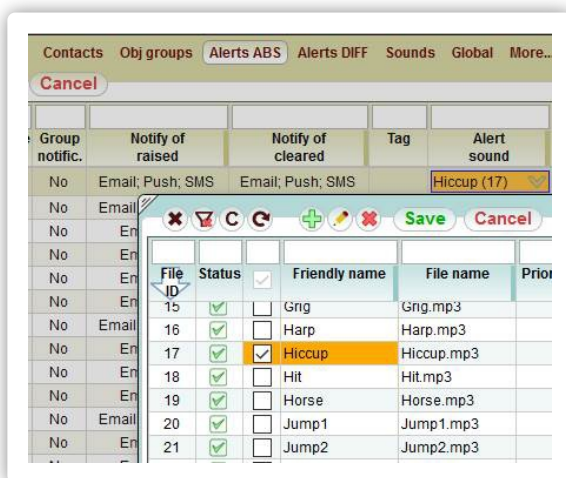 Contacts Obj groups Alerts ABS Alerts DIFF Sounds Global More...
Cancel
Group notific. Notify of raised Notify of cleared Tag Alert sound
No Email; Push; SMS Email; Push; SMS Hiccup (17)
No Email
No
No C C Save Cancel
No
No File ID Status Friendly name File name
No Email 15 Grig Grig.mp3
No 16 Harp Harp.mp3
No 17 Hiccup Hiccup.mp3
No 18 Hit Hit.mp3
No 19 Horse Horse.mp3
No Email 20 Jump1 Jump1.mp3
No 21 Jump2 Jump2.mp3